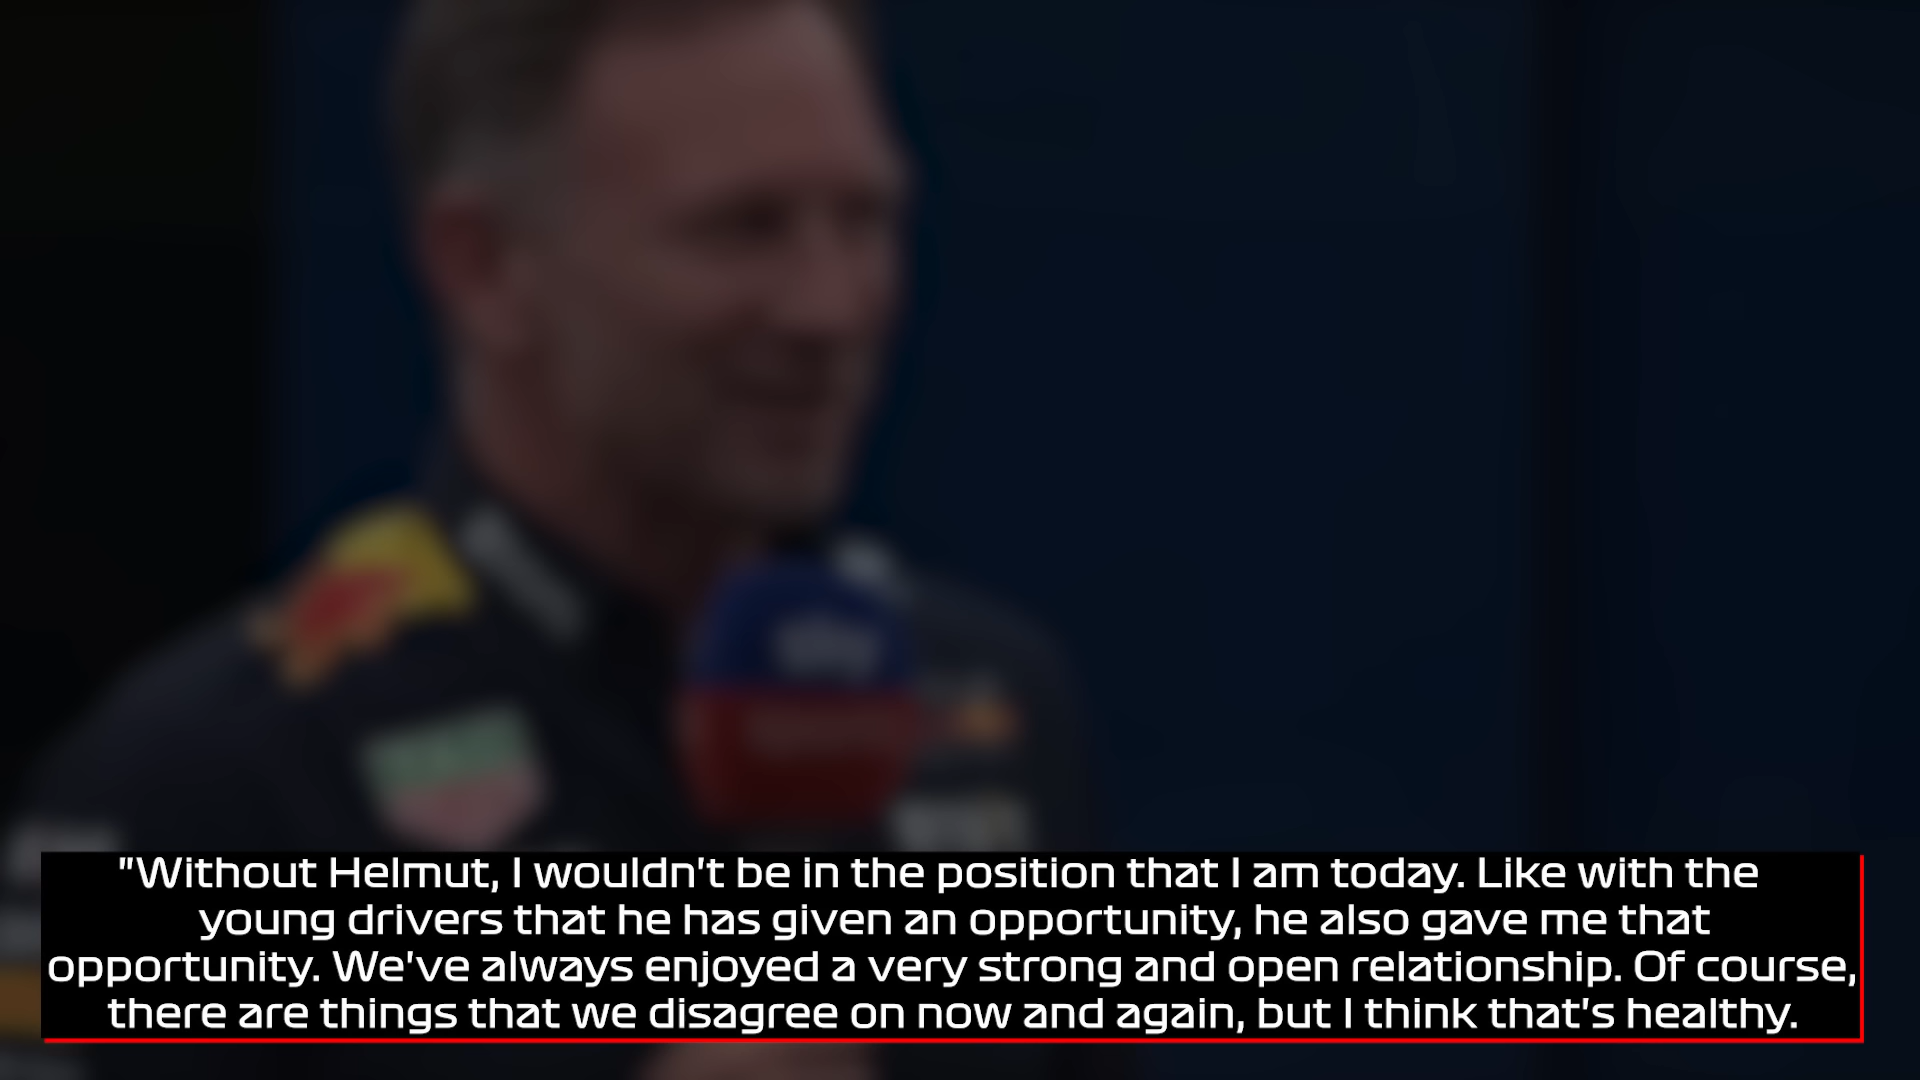 sky
"Without Helmut, I wouldn't be in the position that I am today. Like with the
young drivers that he has given an opportunity, he also gave me that
opportunity. We've always enjoyed a very strong and open relationship. Of course,
there are things that we disagree on now and again, but I think that's healthy.